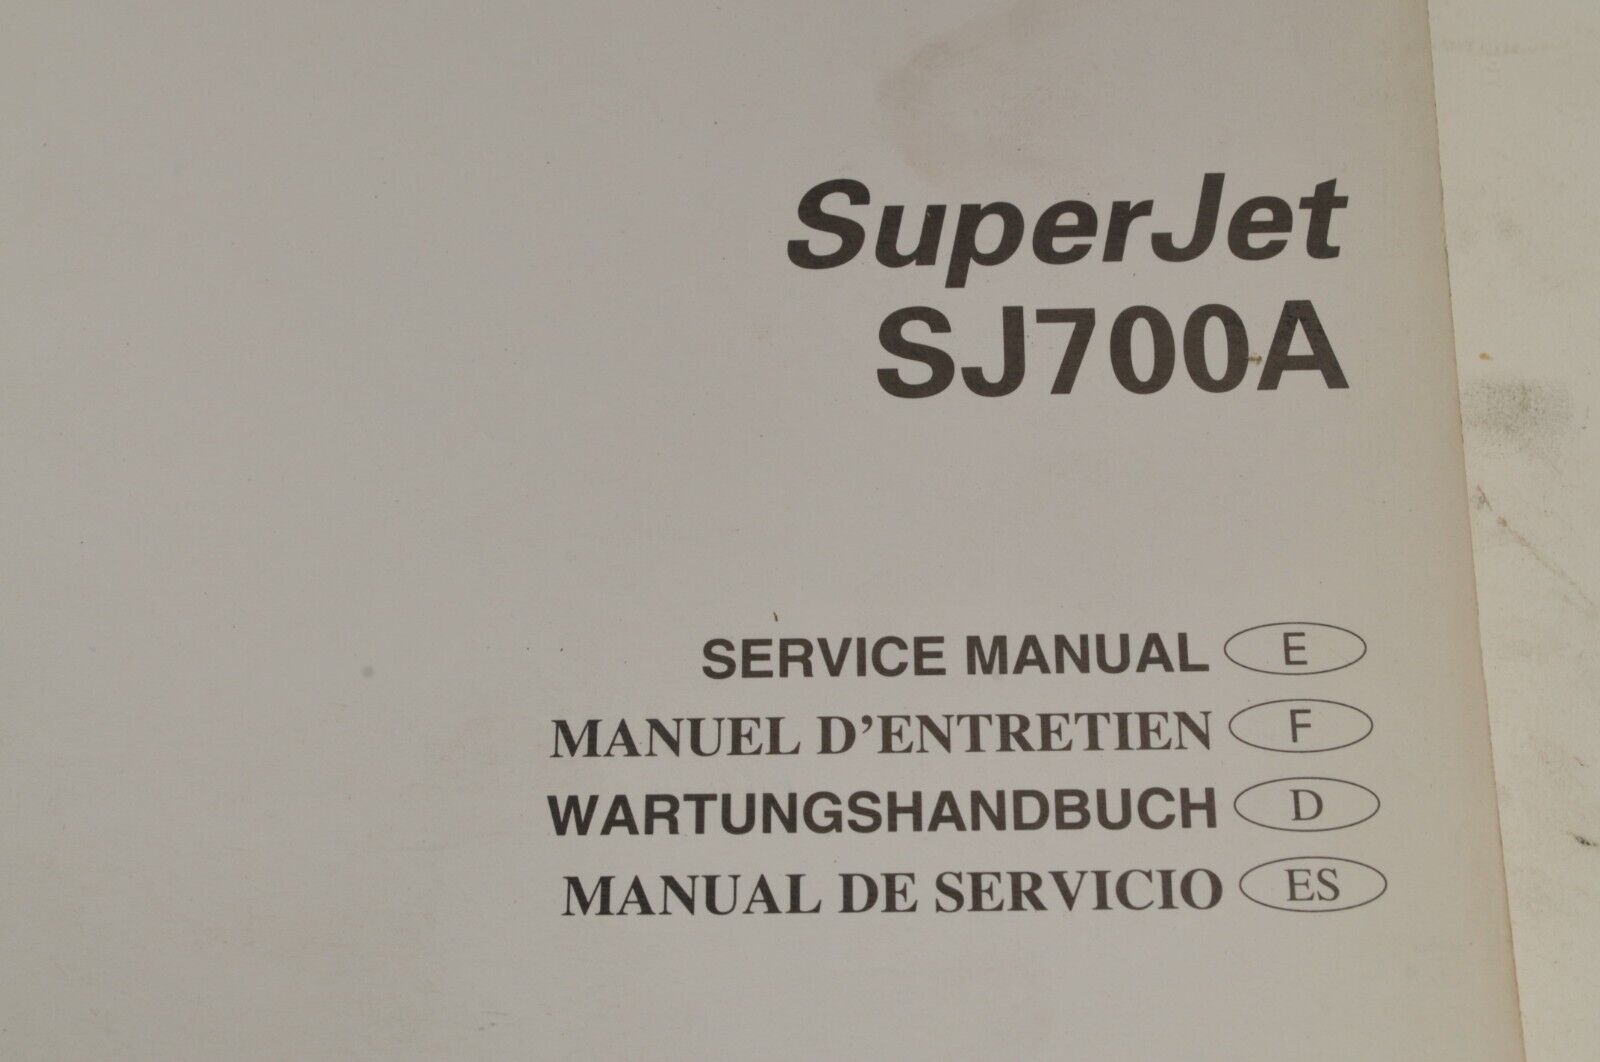 SuperJet
SJ700A
SERVICE MANUAL E
MANUEL D’ENTRETIEN F
WARTUNGSHANDBUCH D
MANUAL DE SERVICIO ES